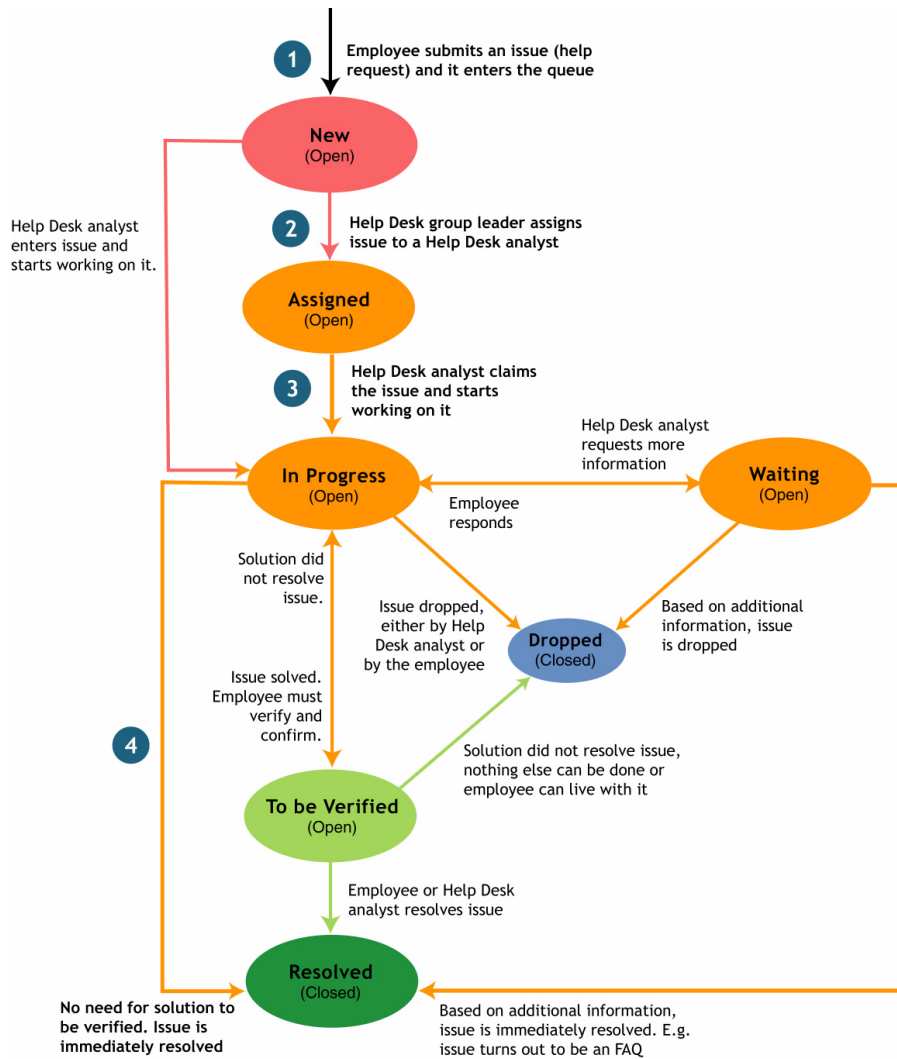 1
Employee submits an issue (help
request) and it enters the queue
New
(Open)
Help Desk analyst
enters issue and
starts working on it.
2
Help Desk group leader assigns
issue to a Help Desk analyst
Assigned
(Open)
3
Help Desk analyst claims
the issue and starts
working on it
Help Desk analyst
requests more
information
In Progress
(Open)
Waiting
(Open)
Employee
responds
Solution did
not resolve
issue.
Issue dropped,
either by Help
Desk analyst or
by the employee
Dropped
(Closed)
Based on additional
information, issue
is dropped
Issue solved.
Employee must
verify and
confirm.
4
Solution did not resolve issue,
nothing else can be done or
employee can live with it
To be Verified
(Open)
Employee or Help Desk
analyst resolves issue
Resolved
(Closed)
No need for solution to
be verified. Issue is
immediately resolved
Based on additional information,
issue is immediately resolved. E.g.
issue turns out to be an FAQ